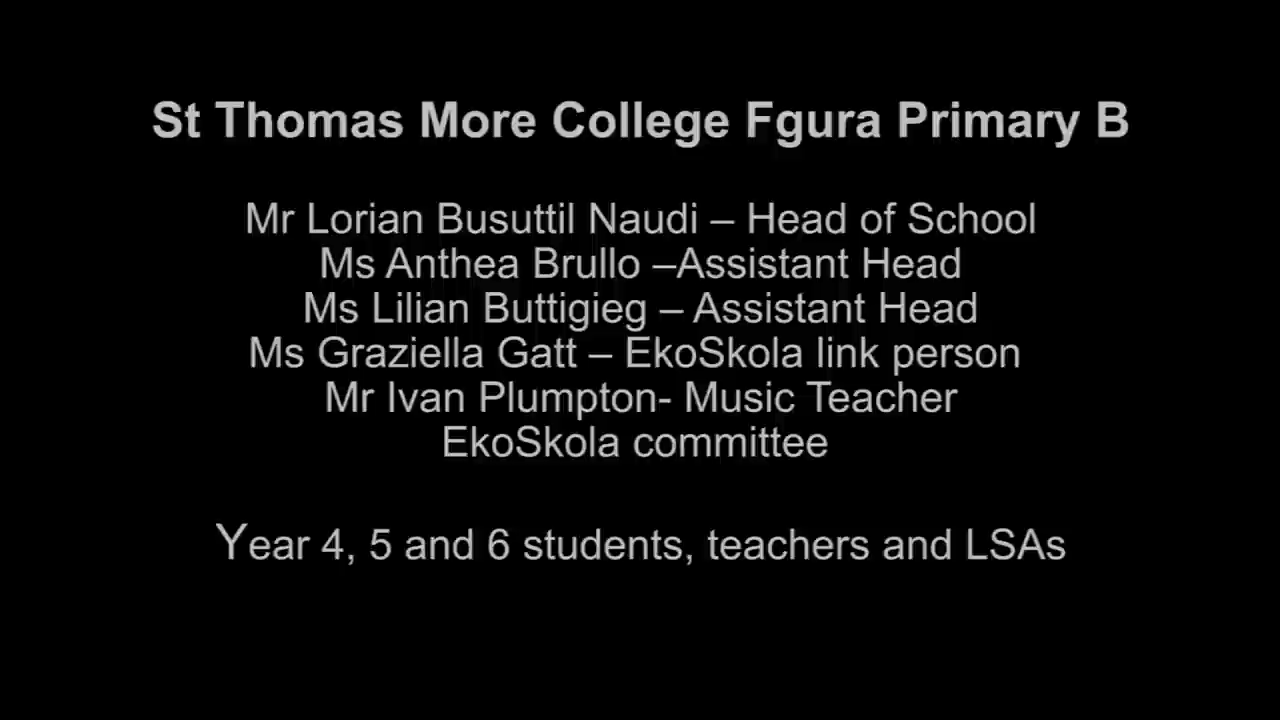 St Thomas More College Fgura Primary B
Mr Lorian Busuttil Naudi – Head of School
Ms Anthea Brullo –Assistant Head
Ms Lilian Buttigieg – Assistant Head
Ms Graziella Gatt – EkoSkola link person
Mr Ivan Plumpton- Music Teacher
EkoSkola committee
Year 4, 5 and 6 students, teachers and LSAs